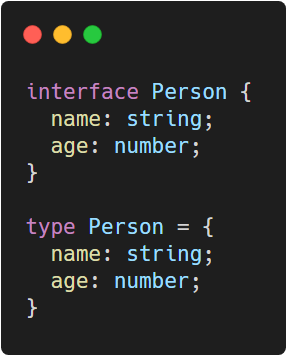 interface Person {
  name: string;
  age: number;
}

type Person = {
  name: string;
  age: number;
}